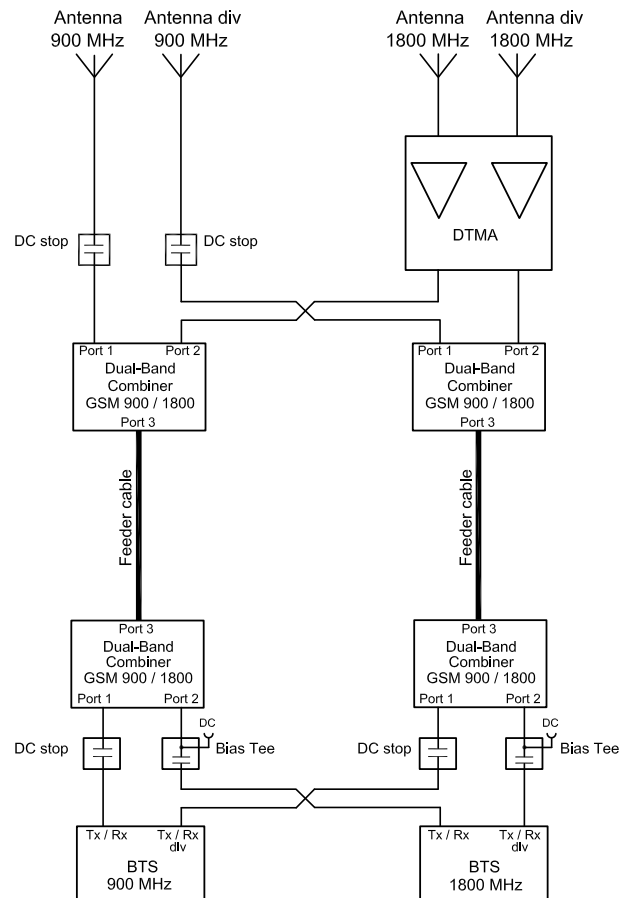 Antenna
900 MHz
Antenna div
900 MHz
Antenna
1800 MHz
Antenna div
1800 MHz
DTMA
DC stop
DC stop
Port 1
Port 2
Dual-Band
Combiner
GSM 900 / 1800
Port 3
Port 1
Port 2
Dual-Band
Combiner
GSM 900 / 1800
Port 3
Feeder cable
Feeder cable
Port 3
Dual-Band
Combiner
GSM 900 / 1800
Port 1
Port 2
Port 3
Dual-Band
Combiner
GSM 900 / 1800
Port 1
Port 2
DC stop
DC
Bias Tee
DC stop
DC
Bias Tee
Tx / Rx
Tx / Rx
div
BTS
900 MHz
Tx / Rx
Tx / Rx
div
BTS
1800 MHz